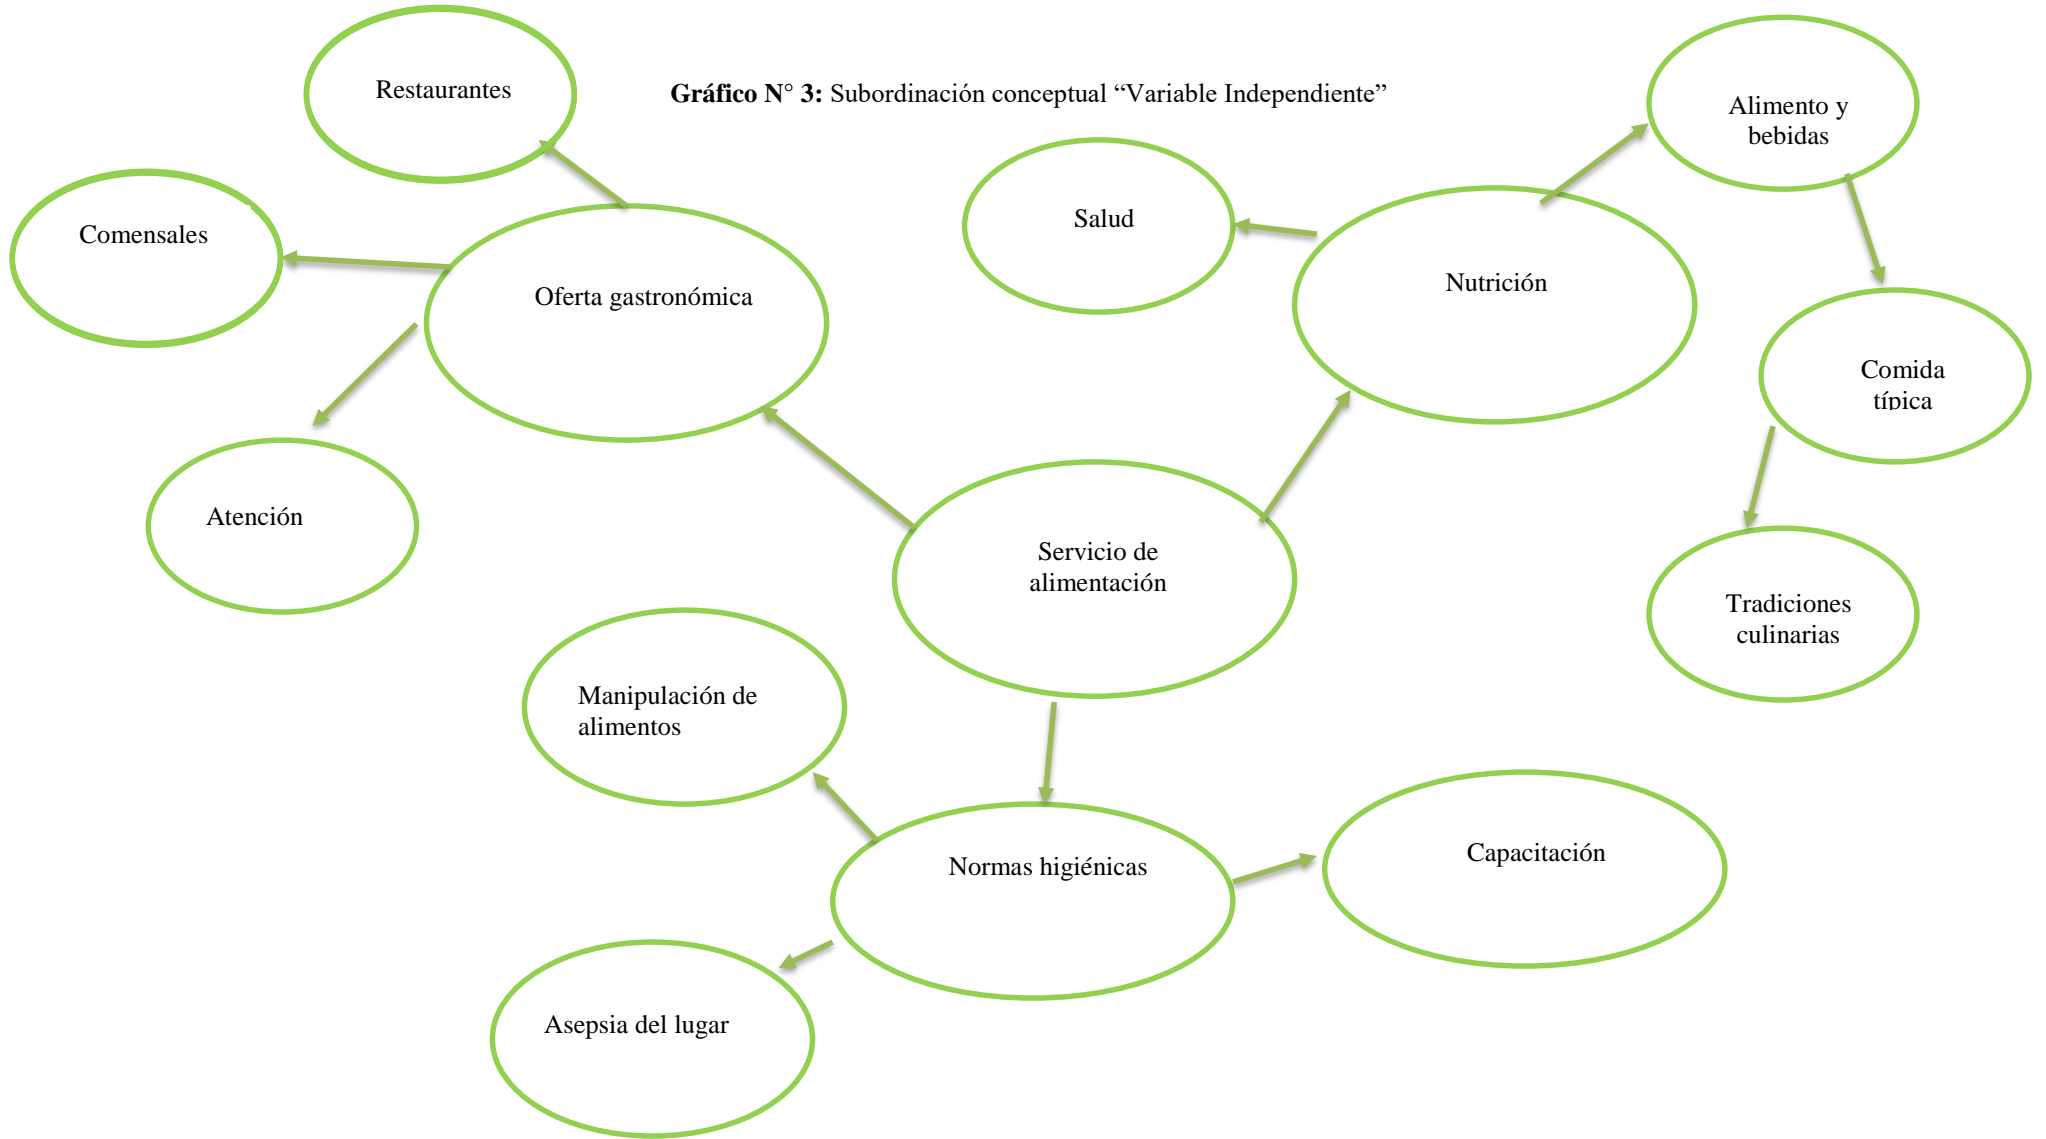 Gráfico N° 3: Subordinación conceptual “Variable Independiente”
Restaurantes
Comensales
Oferta gastronómica
Atención
Salud
Nutrición
Alimento y
bebidas
Comida
típica
Tradiciones
culinarias
Servicio de
alimentación
Manipulación de
alimentos
Normas higiénicas
Capacitación
Asepsia del lugar